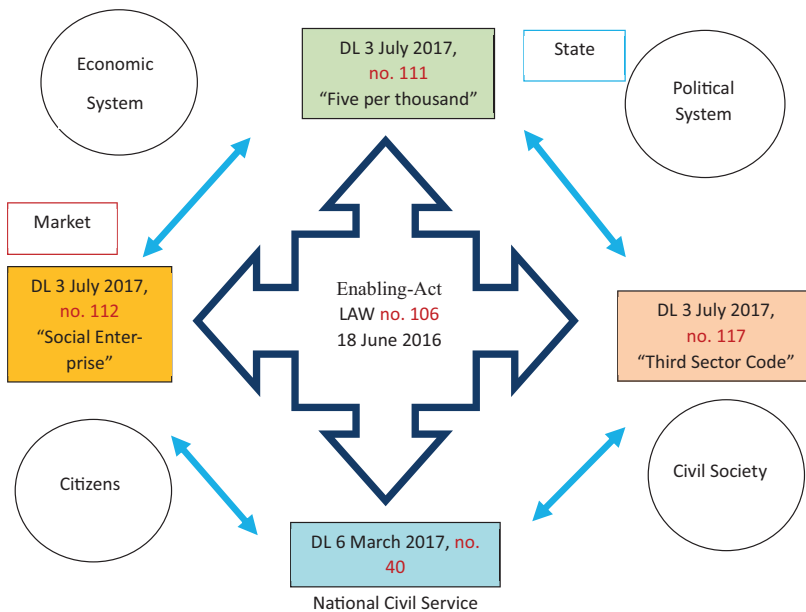 Economic
System
DL 3 July 2017,
no. 111
“Five per thousand”
State
Political
System
Market
DL 3 July 2017,
no. 112
“Social Enter-
prise”
Enabling-Act
LAW no. 106
18 June 2016
DL 3 July 2017,
no. 117
“Third Sector Code”
Citizens
Civil Society
DL 6 March 2017, no.
40
National Civil Service